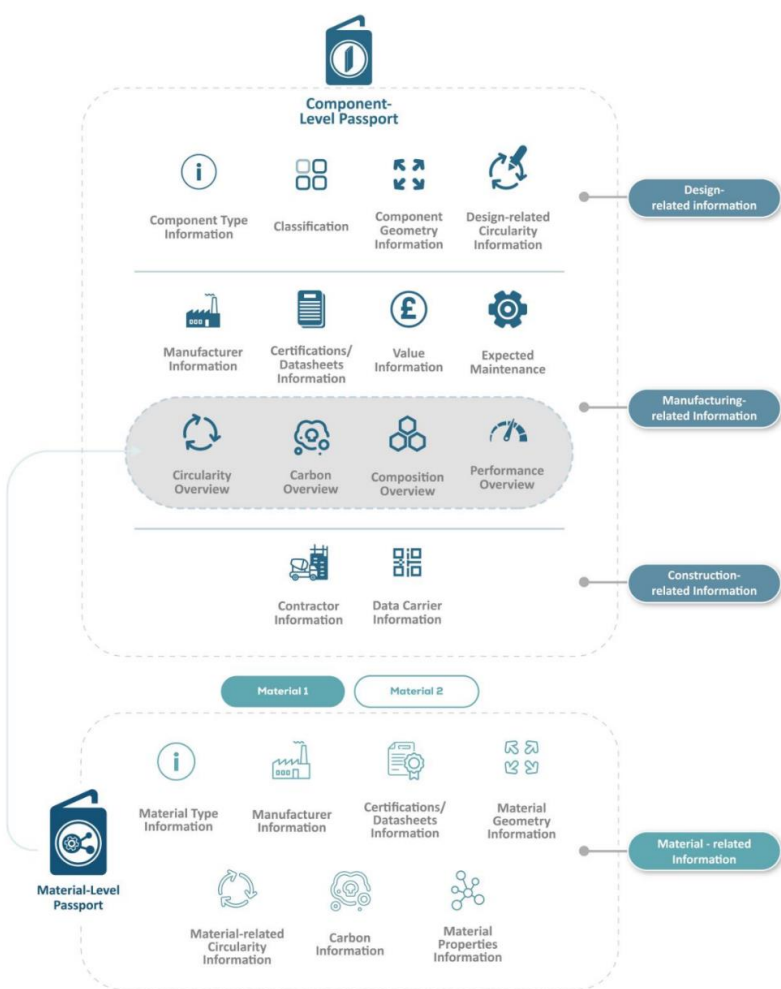 Component-
Level Passport
Component Type
Information
Classification
Component
Geometry
Information
Design-related
Circularity
Information
Design-
related information
Manufacturer
Information
Certifications/
Datasheets
Information
£
Value
Information
Expected
Maintenance
Manufacturing-
related Information
Circularity
Overview
Carbon
Overview
Composition
Overview
Performance
Overview
Contractor
Information
Data Carrier
Information
Construction-
related Information
Material 1
Material 2
Material Type
Information
Manufacturer
Information
Certifications/
Datasheets
Information
Material
Geometry
Information
Material - related
Information
Material-Level
Passport
Material-related
Circularity
Information
Carbon
Information
Material
Properties
Information